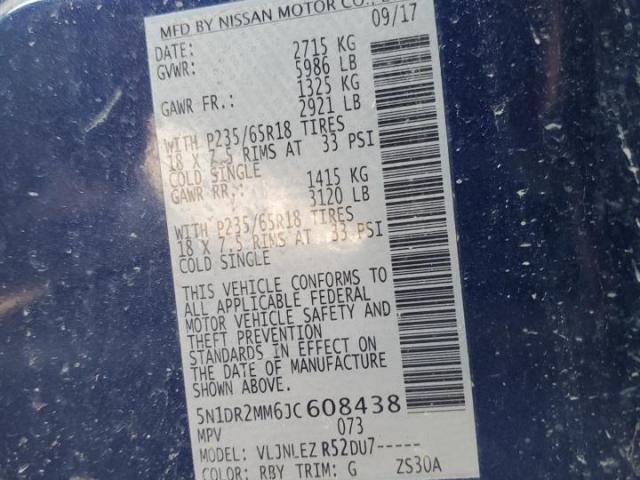 MFD BY NISSAN MOTOR CO.,
DATE: 09/17
GVWR: 2715 KG
5986 LB
GAWR FR.: 1325 KG
2921 LB
WITH P235/65R18 TIRES
18 X 7.5 RIMS AT 33 PSI
COLD SINGLE
GAWR RR.: 1415 KG
3120 LB
WITH P235/65R18 TIRES
18 X 7.5 RIMS AT 33 PSI
COLD SINGLE
THIS VEHICLE CONFORMS TO
ALL APPLICABLE FEDERAL
MOTOR VEHICLE SAFETY AND
THEFT PREVENTION
STANDARDS IN EFFECT ON
THE DATE OF MANUFACTURE
SHOWN ABOVE.
5N1DR2MM6JC608438
MPV 073
MODEL: VLJNLEZ R52DU7-----
COLOR: RBY TRIM: G ZS30A